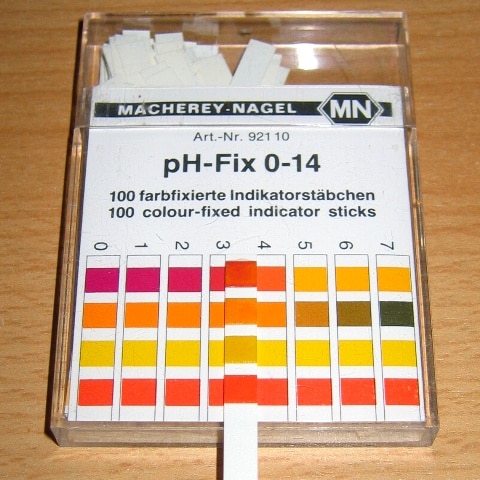 MACHEREY-NAGEL MN
Art.-Nr. 92110
pH-Fix 0-14
100 farbfixierte Indikatorstäbchen
100 colour-fixed indicator sticks
0 1 2 3 4 5 6 7